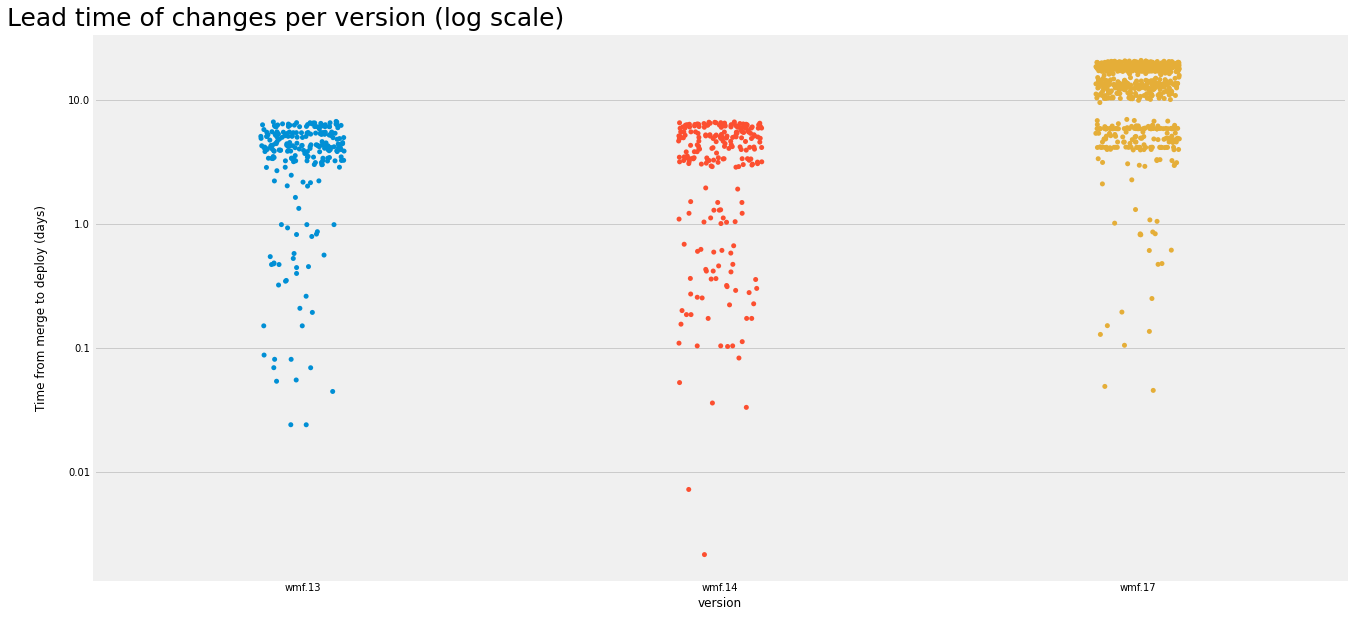 Lead time of changes per version (log scale)
Time from merge to deploy (days)
10.0
1.0
0.1
0.01
wmf.13
wmf.14
wmf.17
version